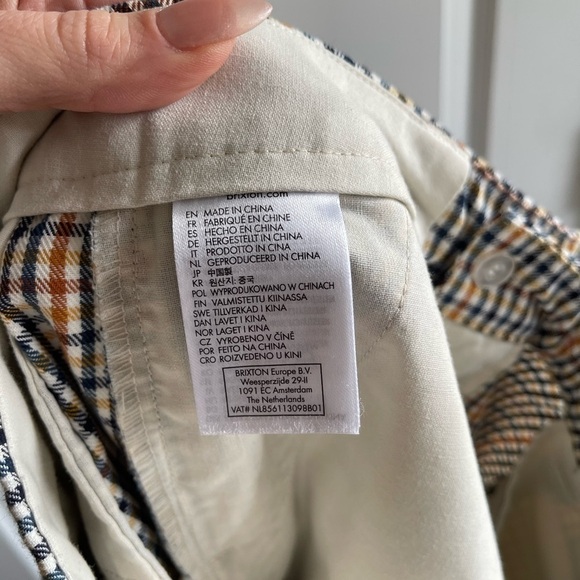 brixton.com
EN MADE IN CHINA
FR FABRIQUÉ EN CHINE
ES HECHO EN CHINA
DE HERGESTELLT IN CHINA
IT PRODOTTO IN CINA
NL GEPRODUCEERD IN CHINA
JP 中国製
KR 원산지: 중국
POL WYPRODUKOWANO W CHINACH
FIN VALMISTETTU KIINASSA
SWE TILLVERKAD I KINA
DAN LAVET I KINA
NOR LAGET I KINA
CZ VYROBENO V ČÍNĚ
POR FEITO NA CHINA
CRO ROIZVEDENO U KINI
BRIXTON Europe B.V.
Weesperzijde 29-II
1091 EC Amsterdam
The Netherlands
VAT# NL856113098B01